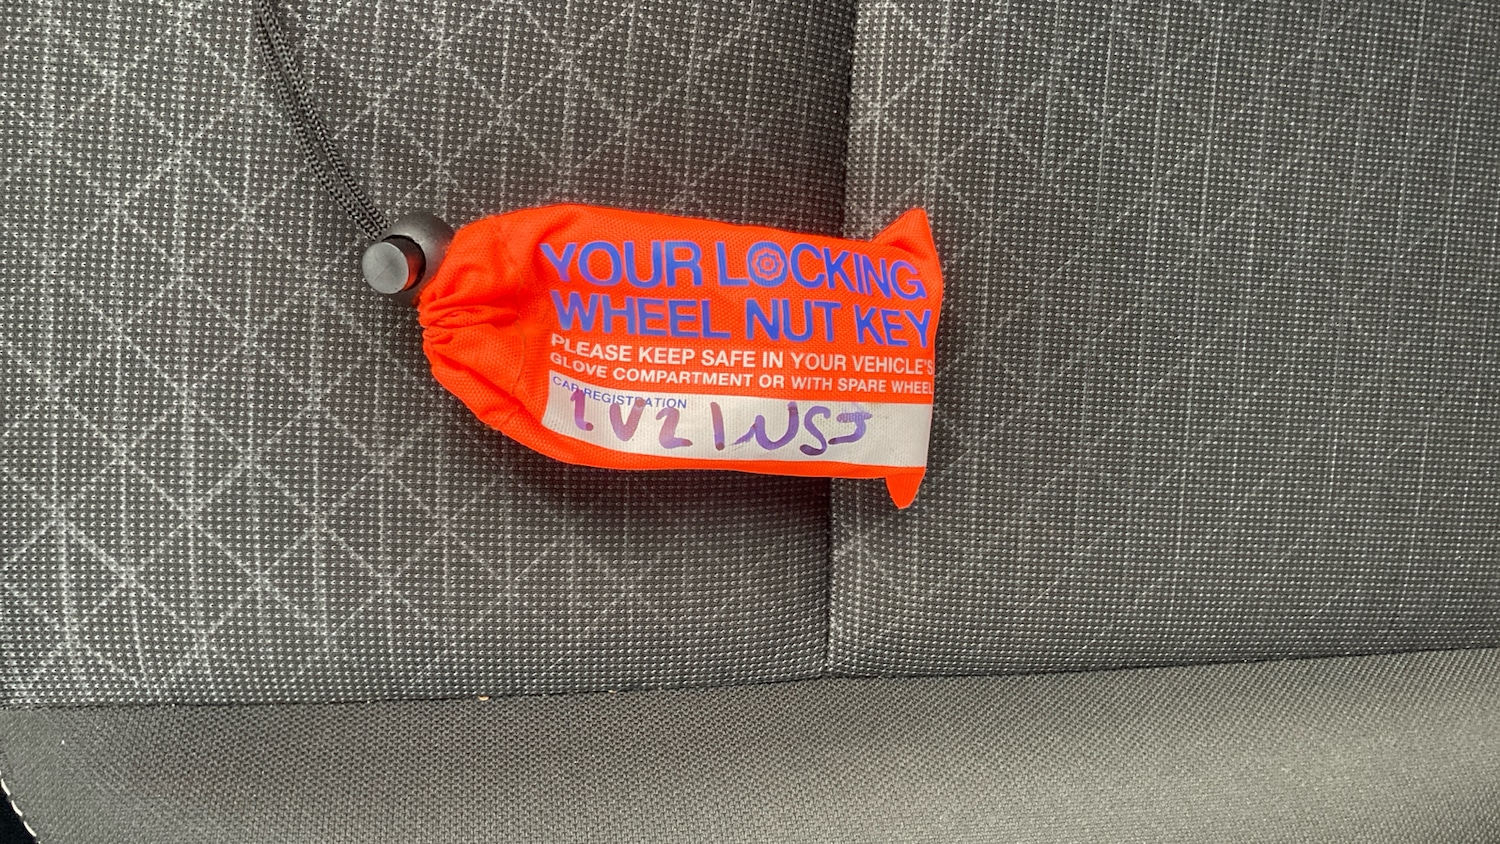 YOUR LOCKING
WHEEL NUT KEY
PLEASE KEEP SAFE IN YOUR VEHICLE'S
GLOVE COMPARTMENT OR WITH SPARE WHEEL
CAR REGISTRATION
LV21NSJ